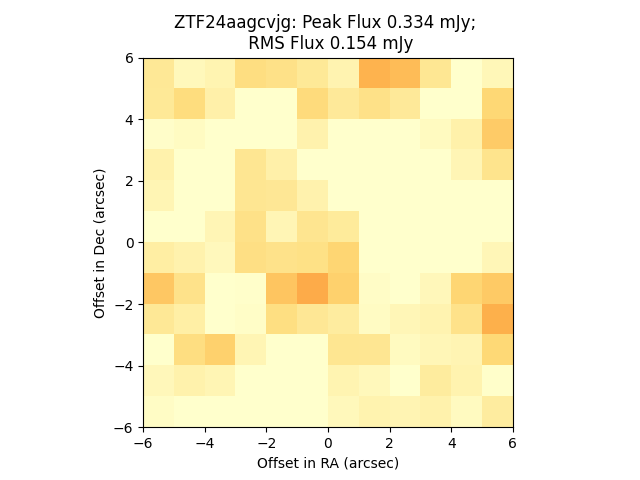 ZTF24aagcvjg: Peak Flux 0.334 mJy;
RMS Flux 0.154 mJy
6
4
2
0
−2
−4
−6
Offset in Dec (arcsec)
−6 −4 −2 0 2 4 6
Offset in RA (arcsec)